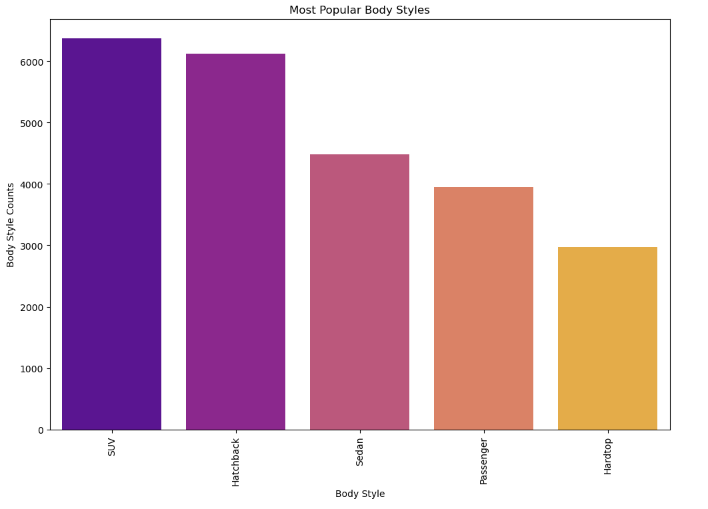 Most Popular Body Styles
Body Style Counts
6000
5000
4000
3000
2000
1000
0
SUV
Hatchback
Sedan
Passenger
Hardtop
Body Style